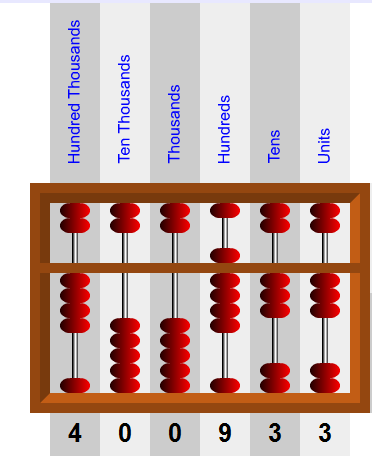 Hundred Thousands
Ten Thousands
Thousands
Hundreds
Tens
Units
4 0 0 9 3 3